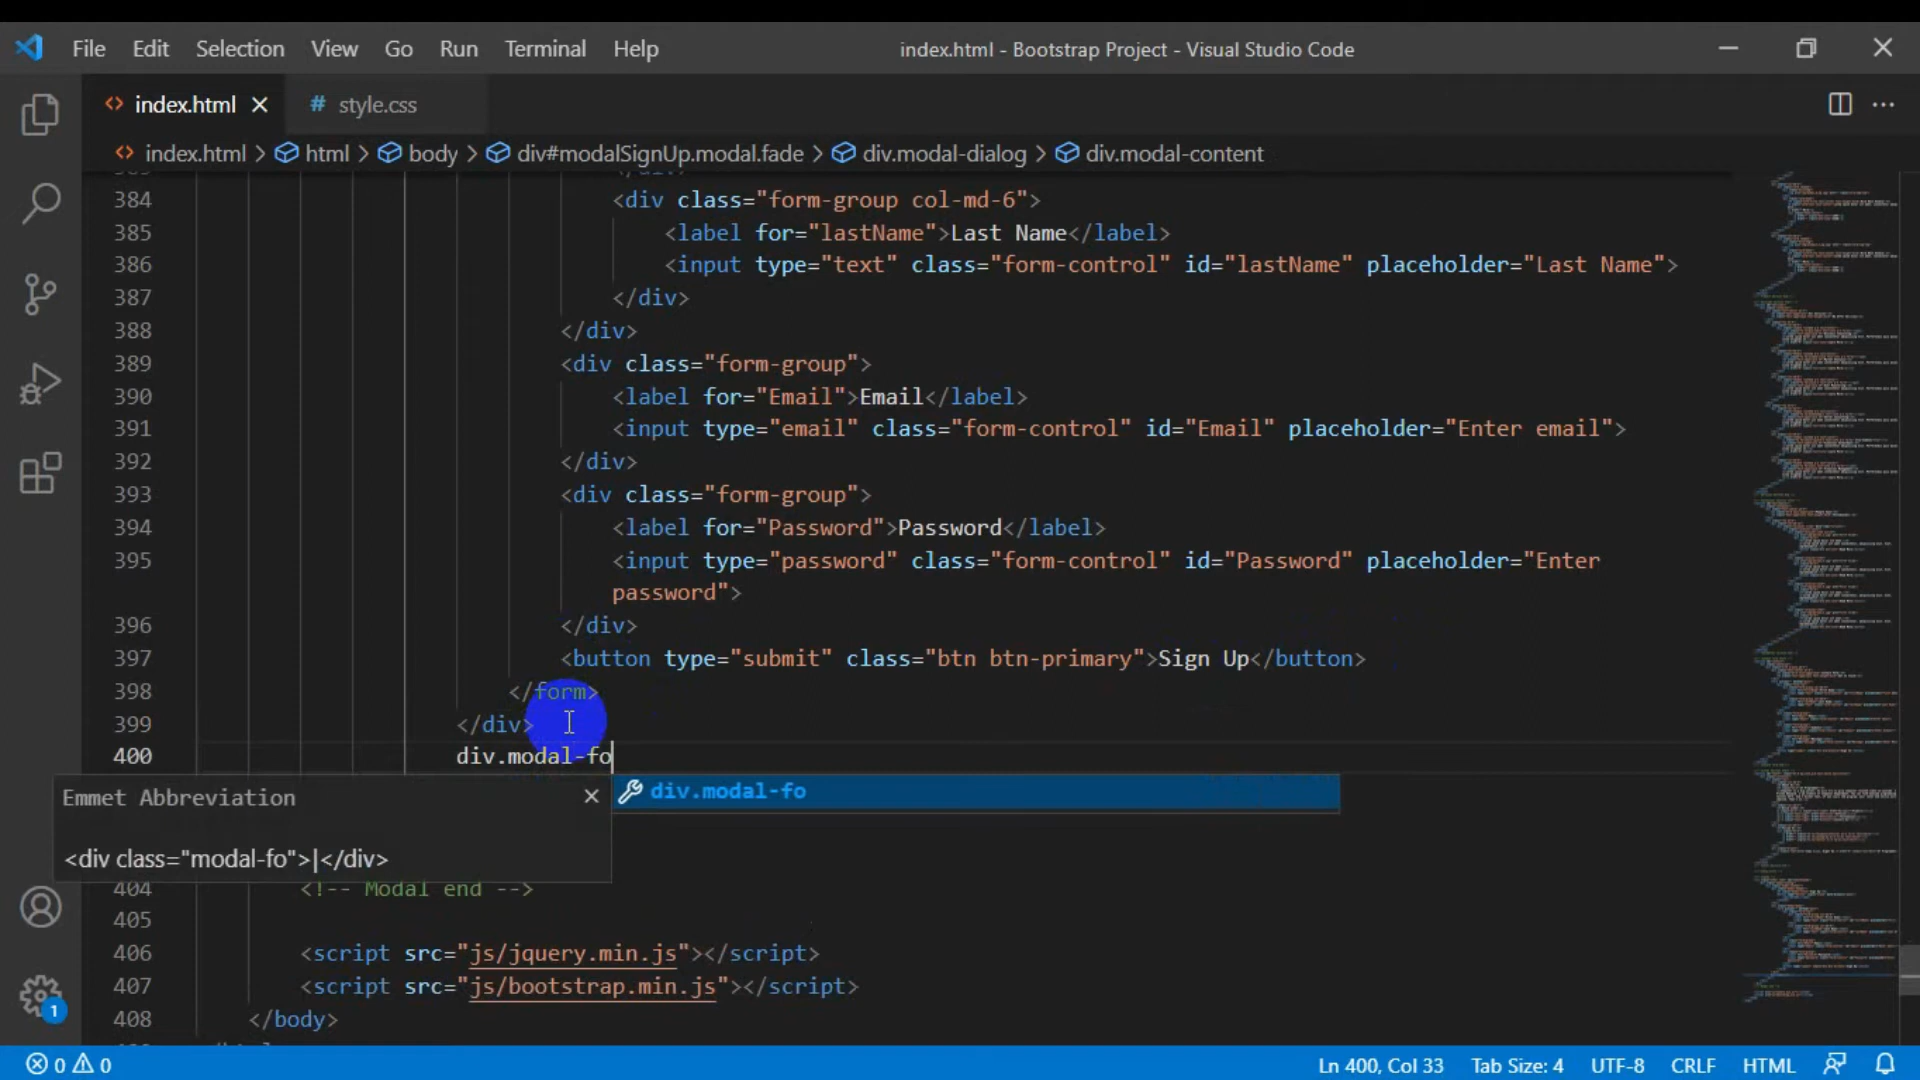 File Edit Selection View Go Run Terminal Help index.html - Bootstrap Project - Visual Studio Code
index.html style.css
index.html > html > body > div#modalSignUp.modal.fade > div.modal-dialog > div.modal-content
384 <div class="form-group col-md-6">
385 <label for="lastName">Last Name</label>
386 <input type="text" class="form-control" id="lastName" placeholder="Last Name">
387 </div>
388 </div>
389 <div class="form-group">
390 <label for="Email">Email</label>
391 <input type="email" class="form-control" id="Email" placeholder="Enter email">
392 </div>
393 <div class="form-group">
394 <label for="Password">Password</label>
395 <input type="password" class="form-control" id="Password" placeholder="Enter
password">
396 </div>
397 <button type="submit" class="btn btn-primary">Sign Up</button>
398 </form>
399 </div>
400 div.modal-fo
div.modal-fo
Emmet Abbreviation
<div class="modal-fo">|</div>
404 <!-- Modal end -->
405
406 <script src="js/jquery.min.js"></script>
407 <script src="js/bootstrap.min.js"></script>
408 </body>
1
0 0 Ln 400, Col 33 Tab Size: 4 UTF-8 CRLF HTML